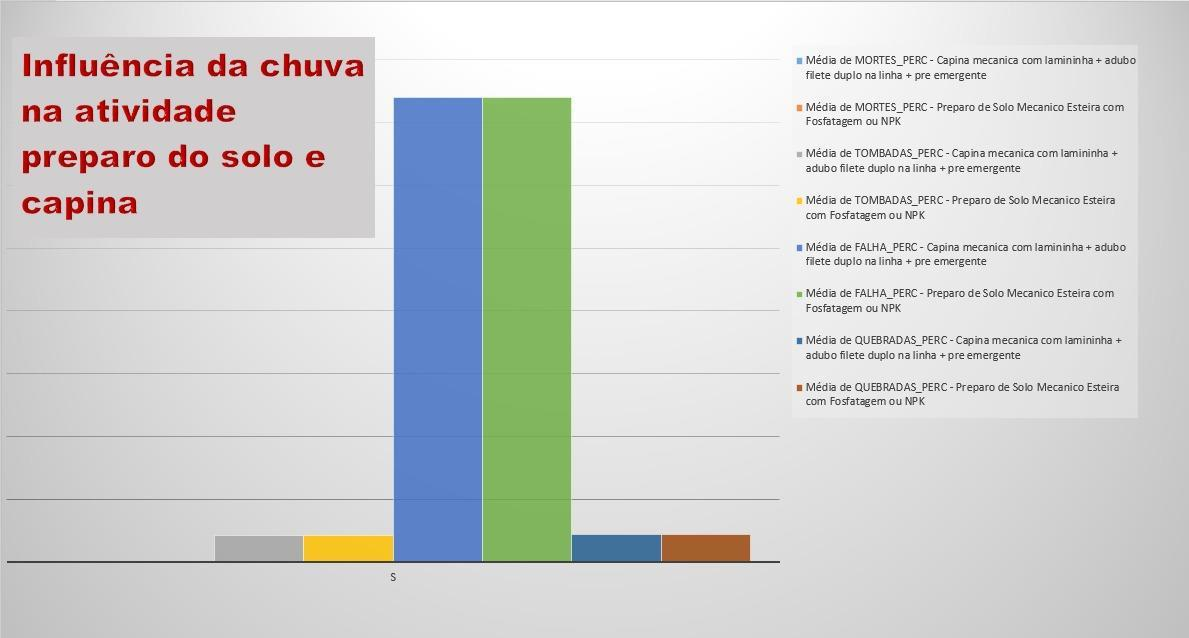 Influência da chuva
na atividade
preparo do solo e
capina
Média de MORTES_PERC - Capina mecanica com lamininha + adubo
filete duplo na linha + pre emergente
Média de MORTES_PERC - Preparo de Solo Mecanico Esteira com
Fosfatagem ou NPK
Média de TOMBADAS_PERC - Capina mecanica com lamininha +
adubo filete duplo na linha + pre emergente
Média de TOMBADAS_PERC - Preparo de Solo Mecanico Esteira
com Fosfatagem ou NPK
Média de FALHA_PERC - Capina mecanica com lamininha + adubo
filete duplo na linha + pre emergente
Média de FALHA_PERC - Preparo de Solo Mecanico Esteira com
Fosfatagem ou NPK
Média de QUEBRADAS_PERC - Capina mecanica com lamininha +
adubo filete duplo na linha + pre emergente
Média de QUEBRADAS_PERC - Preparo de Solo Mecanico Esteira
com Fosfatagem ou NPK
S